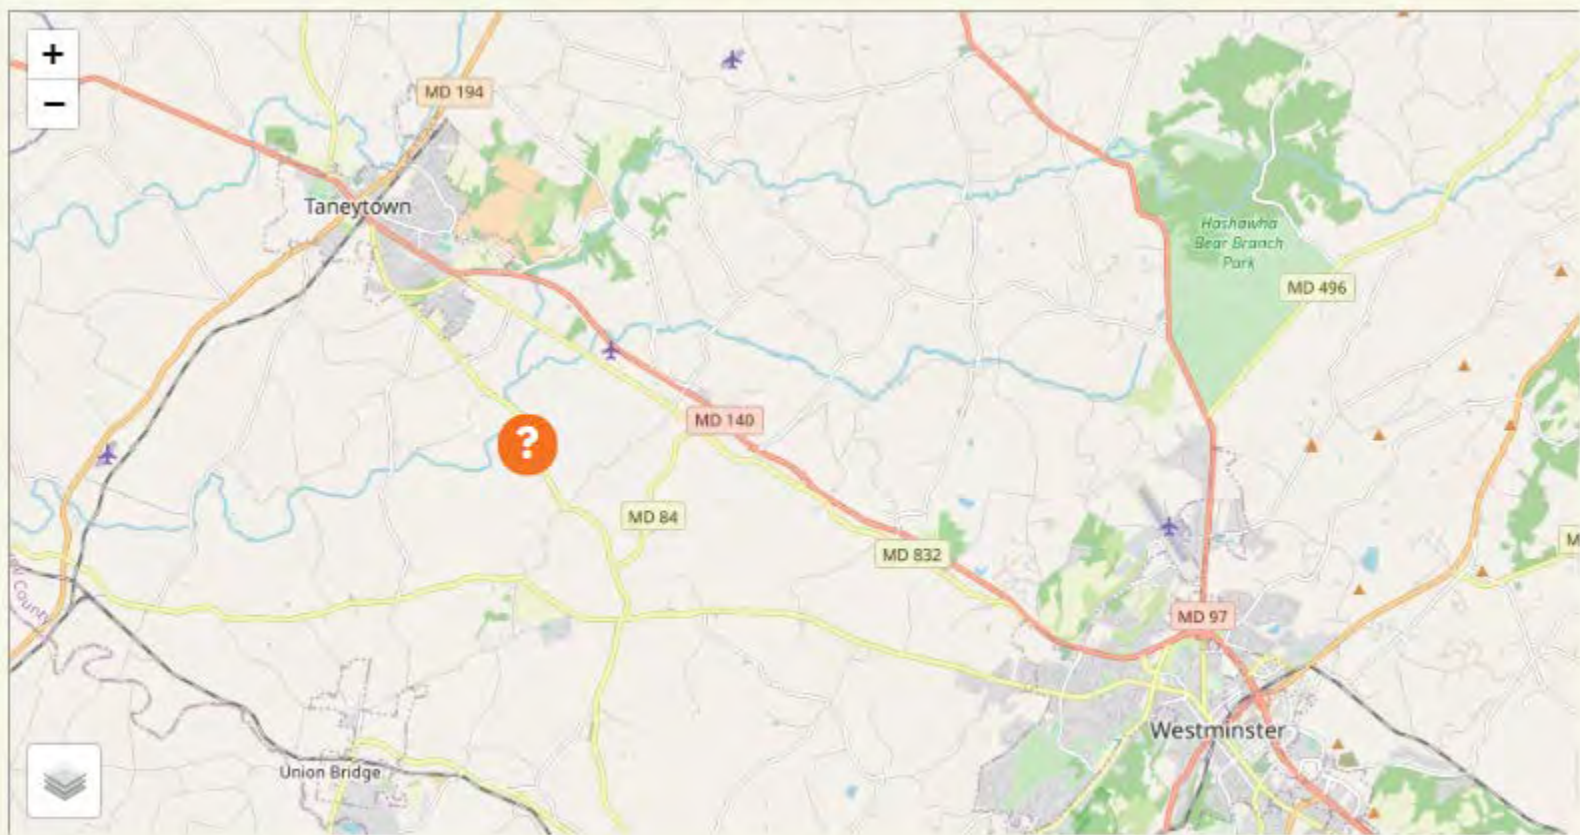 +
−
MD 194
Taneytown
Hashawha
Bear Branch
Park
MD 496
MD 140
?
MD 84
MD 832
M
County
MD 97
Westminster
Union Bridge